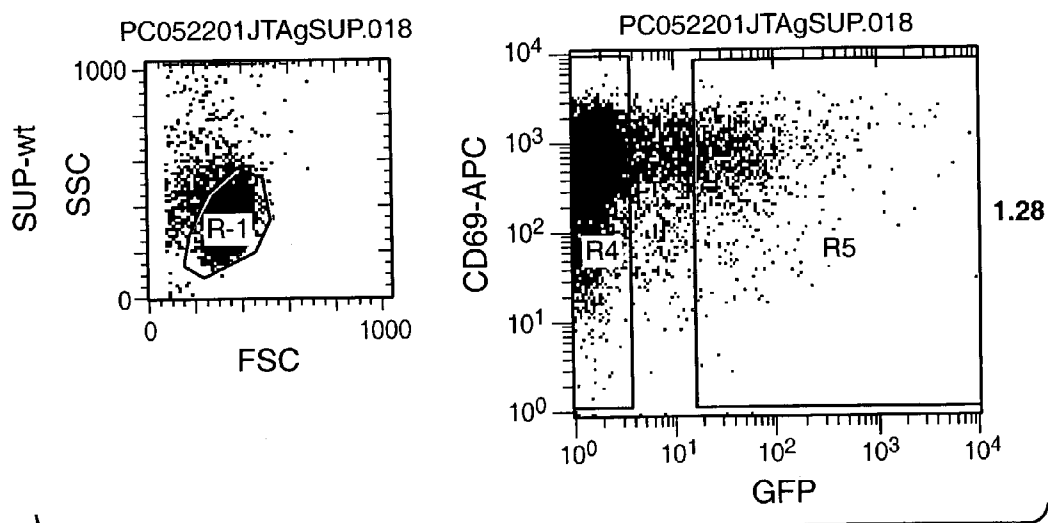 PC052201JTAgSUP.018
SUP-wt
SSC
1000
0
R-1
0
1000
FSC
PC052201JTAgSUP.018
CD69-APC
10⁴
10³
10²
10¹
10⁰
R4
R5
10⁰
10¹
10²
10³
10⁴
GFP
1.28